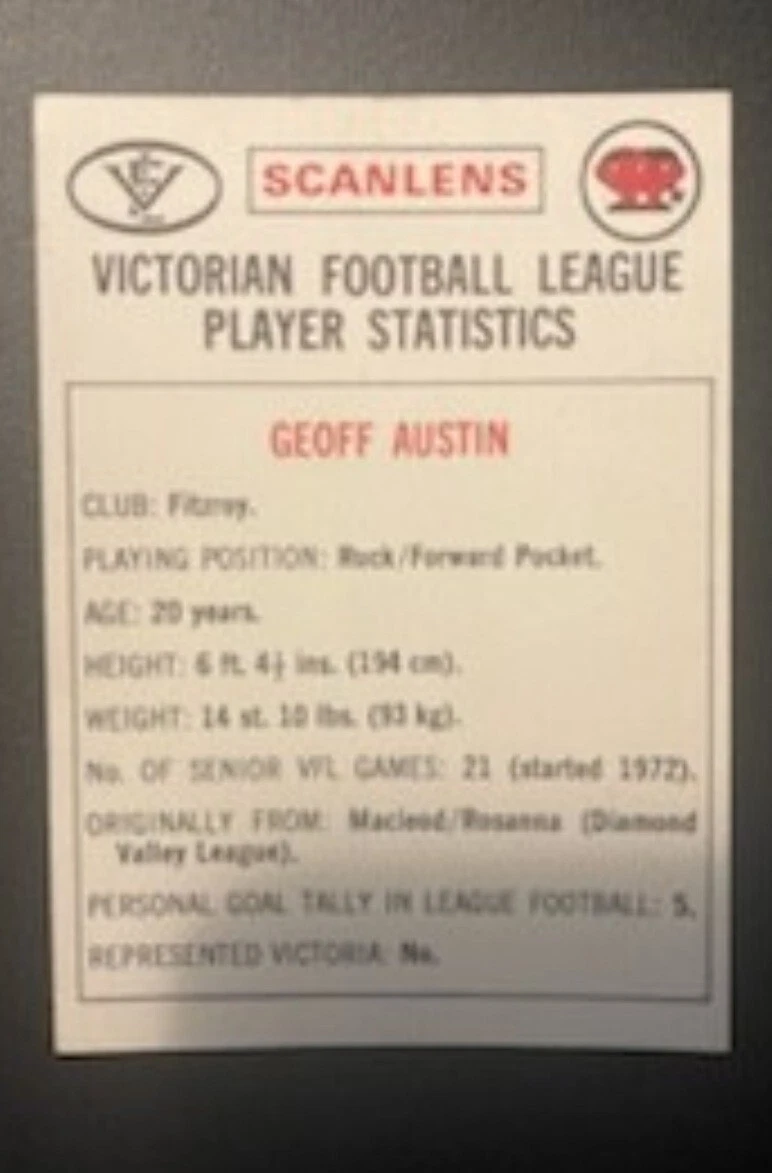 SCANLENS
VICTORIAN FOOTBALL LEAGUE
PLAYER STATISTICS
GEOFF AUSTIN
CLUB: Fitzroy.
PLAYING POSITION: Ruck/Forward Pocket.
AGE: 20 years.
HEIGHT: 6 ft. 4½ ins. (194 cm).
WEIGHT: 14 st. 10 lbs. (93 kg).
No. OF SENIOR VFL GAMES: 21 (started 1972).
ORIGINALLY FROM: Macleod/Rosanna (Diamond
Valley League).
PERSONAL GOAL TALLY IN LEAGUE FOOTBALL: 5.
REPRESENTED VICTORIA: No.